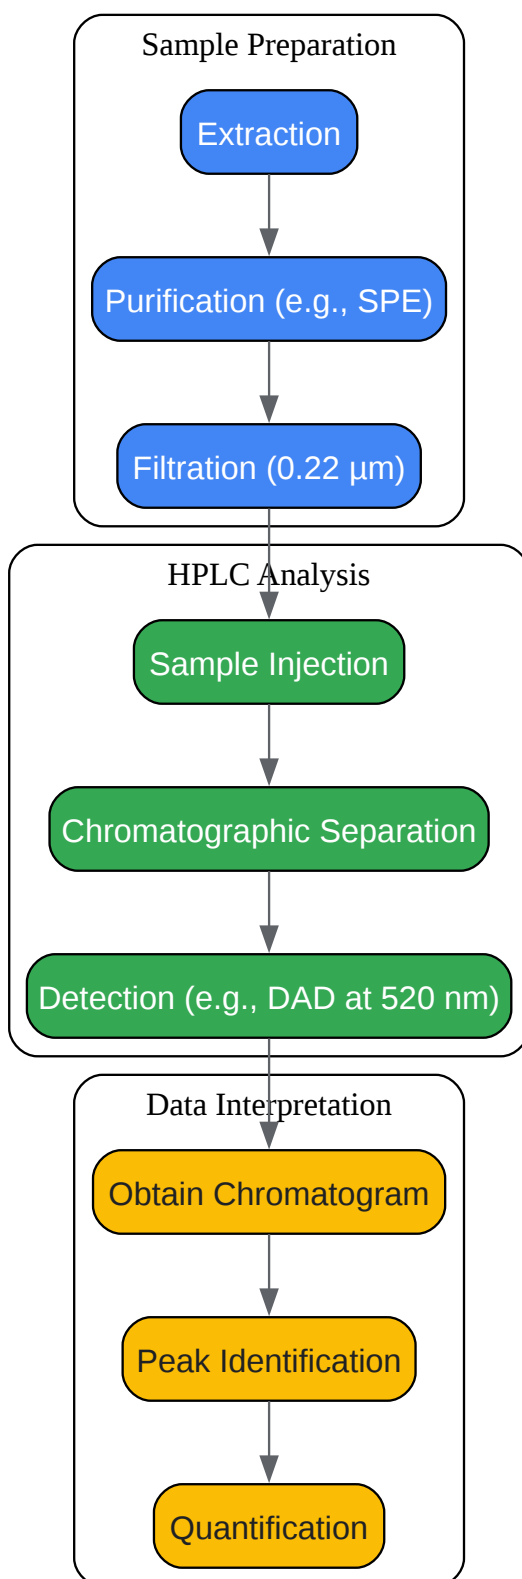 Sample Preparation
Extraction
Purification (e.g., SPE)
Filtration (0.22 µm)
HPLC Analysis
Sample Injection
Chromatographic Separation
Detection (e.g., DAD at 520 nm)
Data Interpretation
Obtain Chromatogram
Peak Identification
Quantification